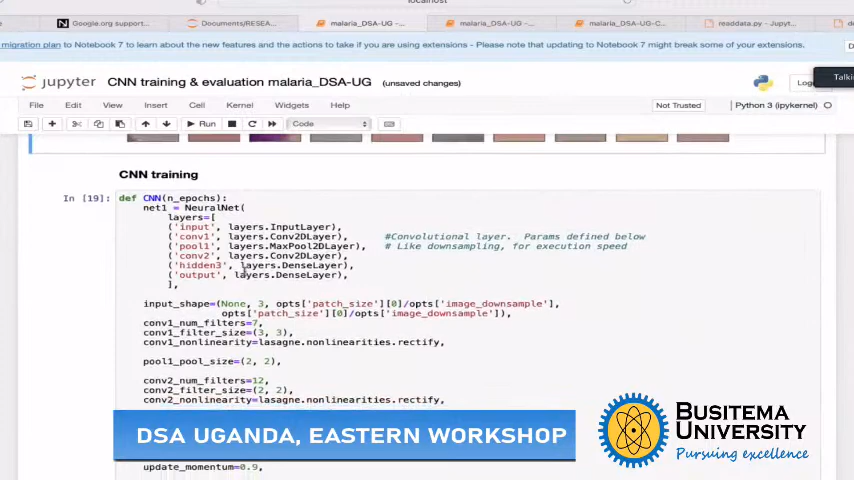 localhost
Google.org support...
Documents/RESEA...
malaria_DSA-UG -...
malaria_DSA-UG -...
malaria_DSA-UG-C...
readdata.py - Jupyt...
migration plan to Notebook 7 to learn about the new features and the actions to take if you are using extensions - Please note that updating to Notebook 7 might break some of your extensions.
jupyter CNN training & evaluation malaria_DSA-UG (unsaved changes)
Talki
File Edit View Insert Cell Kernel Widgets Help
Not Trusted Python 3 (ipykernel)
Run Code
CNN training
In [19]: def CNN(n_epochs):
net1 = NeuralNet(
layers=[
('input', layers.InputLayer),
('conv1', layers.Conv2DLayer), #Convolutional layer. Params defined below
('pool1', layers.MaxPool2DLayer), # Like downsampling, for execution speed
('conv2', layers.Conv2DLayer),
('hidden3', layers.DenseLayer),
('output', layers.DenseLayer),
],
input_shape=(None, 3, opts['patch_size'][0]/opts['image_downsample'],
opts['patch_size'][0]/opts['image_downsample']),
conv1_num_filters=7,
conv1_filter_size=(3, 3),
conv1_nonlinearity=lasagne.nonlinearities.rectify,
pool1_pool_size=(2, 2),
conv2_num_filters=12,
conv2_filter_size=(2, 2),
conv2_nonlinearity=lasagne.nonlinearities.rectify,
update_momentum=0.9,
DSA UGANDA, EASTERN WORKSHOP
BUSITEMA
UNIVERSITY
Pursuing excellence